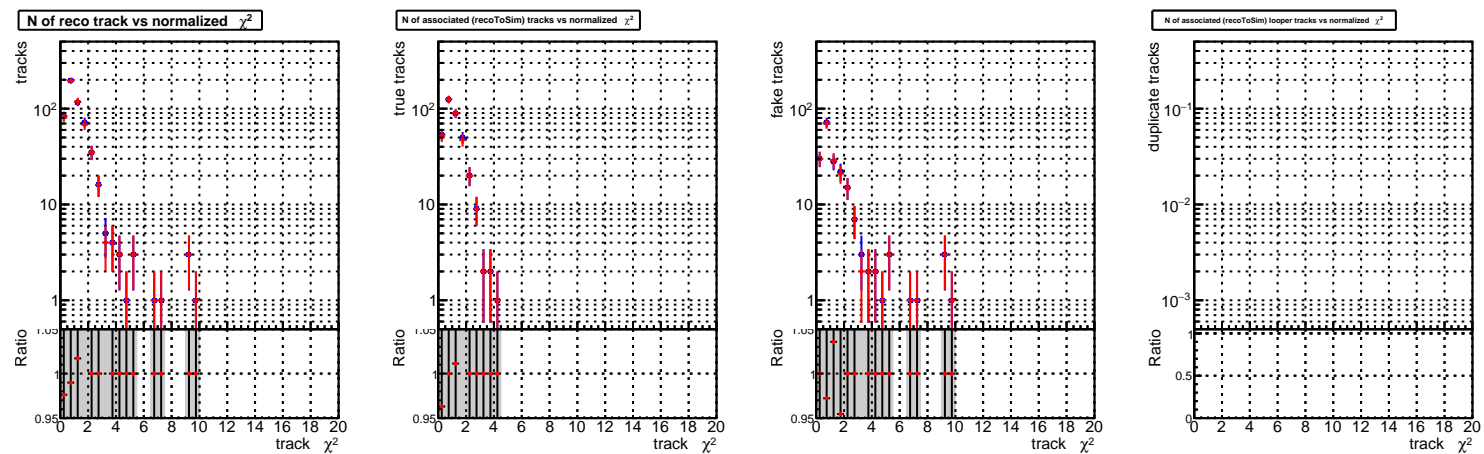 N of reco track vs normalized χ²
tracks
10²
10
1
1.05
Ratio
1
0.95
0 2 4 6 8 10 12 14 16 18 20
track χ²
N of associated (recoToSim) tracks vs normalized χ²
true tracks
10²
10
1
1.05
Ratio
1
0.95
0 2 4 6 8 10 12 14 16 18 20
track χ²
fake tracks
10²
10
1
1.05
Ratio
1
0.95
0 2 4 6 8 10 12 14 16 18 20
track χ²
N of associated (recoToSim) looper tracks vs normalized χ²
duplicate tracks
10⁻¹
10⁻²
10⁻³
Ratio
1
0.5
0
0 2 4 6 8 10 12 14 16 18 20
track χ²